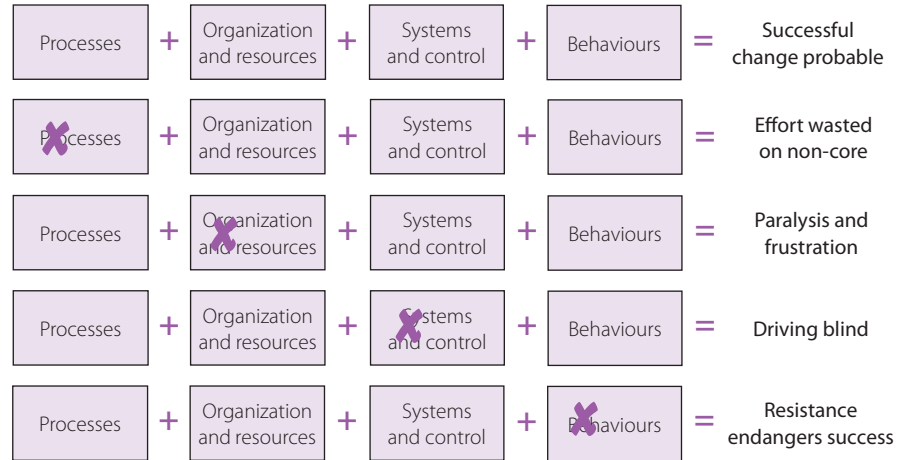 Processes + Organization and resources + Systems and control + Behaviours = Successful change probable
Processes + Organization and resources + Systems and control + Behaviours = Effort wasted on non-core
Processes + Organization and resources + Systems and control + Behaviours = Paralysis and frustration
Processes + Organization and resources + Systems and control + Behaviours = Driving blind
Processes + Organization and resources + Systems and control + Behaviours = Resistance endangers success